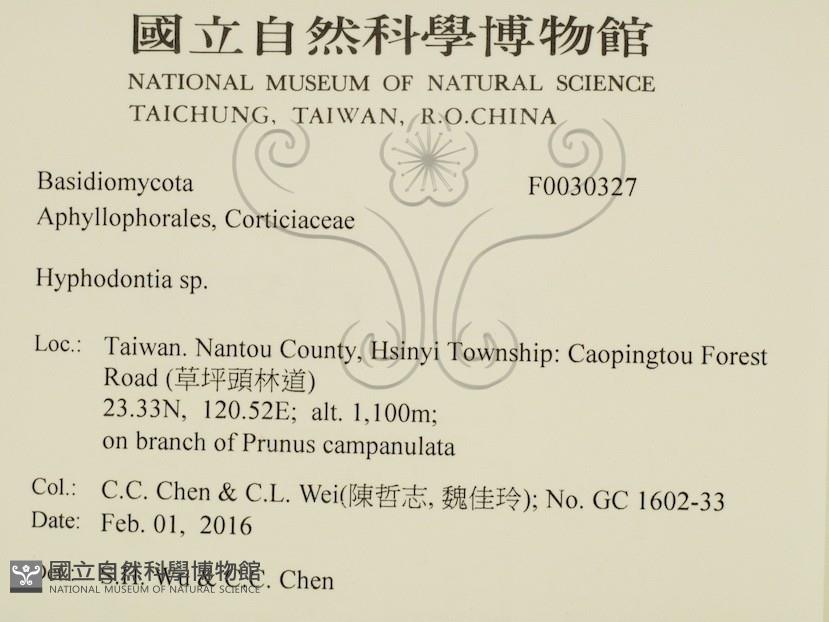 國立自然科學博物館
NATIONAL MUSEUM OF NATURAL SCIENCE
TAICHUNG, TAIWAN, R.O.CHINA
Basidiomycota F0030327
Aphyllophorales, Corticiaceae
Hyphodontia sp.
Loc.: Taiwan. Nantou County, Hsinyi Township: Caopingtou Forest
Road (草坪頭林道)
23.33N, 120.52E; alt. 1,100m;
on branch of Prunus campanulata
Col.: C.C. Chen & C.L. Wei(陳哲志, 魏佳玲); No. GC 1602-33
Date: Feb. 01, 2016
S.H. Wu & C.C. Chen
國立自然科學博物館
NATIONAL MUSEUM OF NATURAL SCIENCE